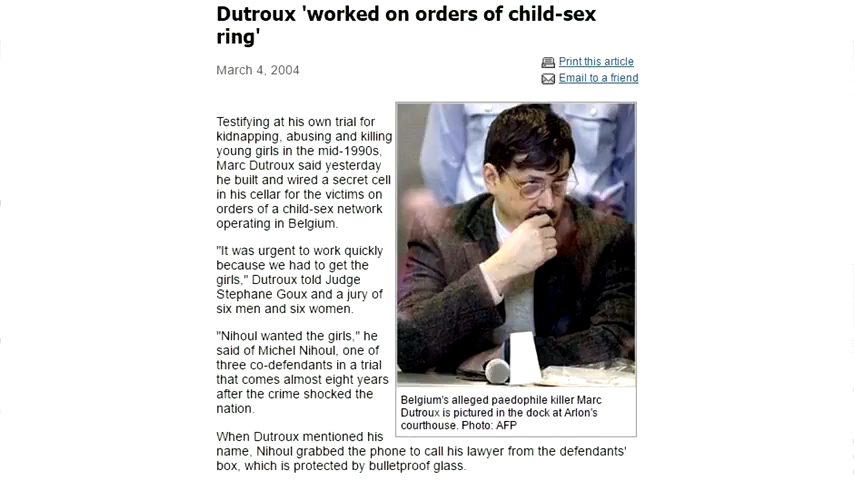 Dutroux 'worked on orders of child-sex
ring'
March 4, 2004
Print this article
Email to a friend
Testifying at his own trial for
kidnapping, abusing and killing
young girls in the mid-1990s,
Marc Dutroux said yesterday
he built and wired a secret cell
in his cellar for the victims on
orders of a child-sex network
operating in Belgium.
"It was urgent to work quickly
because we had to get the
girls," Dutroux told Judge
Stephane Goux and a jury of
six men and six women.
"Nihoul wanted the girls," he
said of Michel Nihoul, one of
three co-defendants in a trial
that comes almost eight years
after the crime shocked the
nation.
Belgium's alleged paedophile killer Marc
Dutroux is pictured in the dock at Arlon's
courthouse. Photo: AFP
When Dutroux mentioned his
name, Nihoul grabbed the phone to call his lawyer from the defendants'
box, which is protected by bulletproof glass.